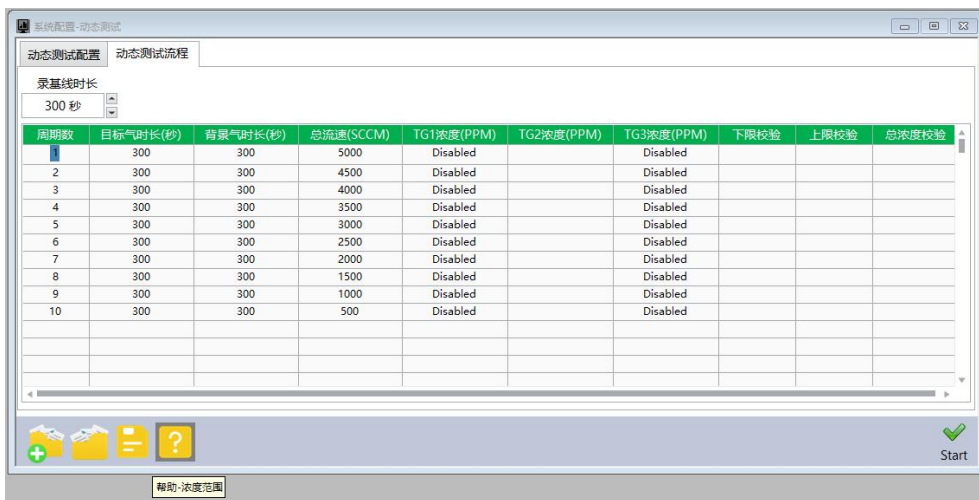 系统配置-动态测试
动态测试配置 动态测试流程
录基线时长
300 秒
周期数 目标气时长(秒) 背景气时长(秒) 总流速(SCCM) TG1浓度(PPM) TG2浓度(PPM) TG3浓度(PPM) 下限校验 上限校验 总浓度校验
1 300 300 5000 Disabled Disabled
2 300 300 4500 Disabled Disabled
3 300 300 4000 Disabled Disabled
4 300 300 3500 Disabled Disabled
5 300 300 3000 Disabled Disabled
6 300 300 2500 Disabled Disabled
7 300 300 2000 Disabled Disabled
8 300 300 1500 Disabled Disabled
9 300 300 1000 Disabled Disabled
10 300 300 500 Disabled Disabled
?
Start
帮助-浓度范围